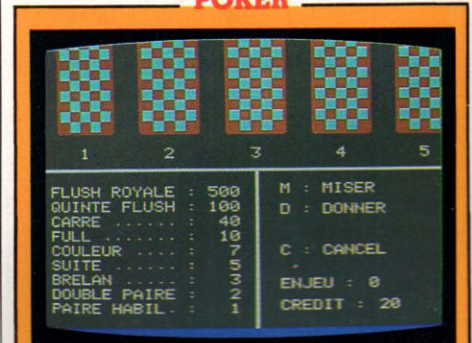 POKER
1 2 3 4 5
FLUSH ROYALE : 500
QUINTE FLUSH : 100
CARRE ...... : 40
FULL ....... : 10
COULEUR .... : 7
SUITE ...... : 5
BRELAN ..... : 3
DOUBLE PAIRE : 2
PAIRE HABIL. : 1
M : MISER
D : DONNER
C : CANCEL
ENJEU : 0
CREDIT : 20